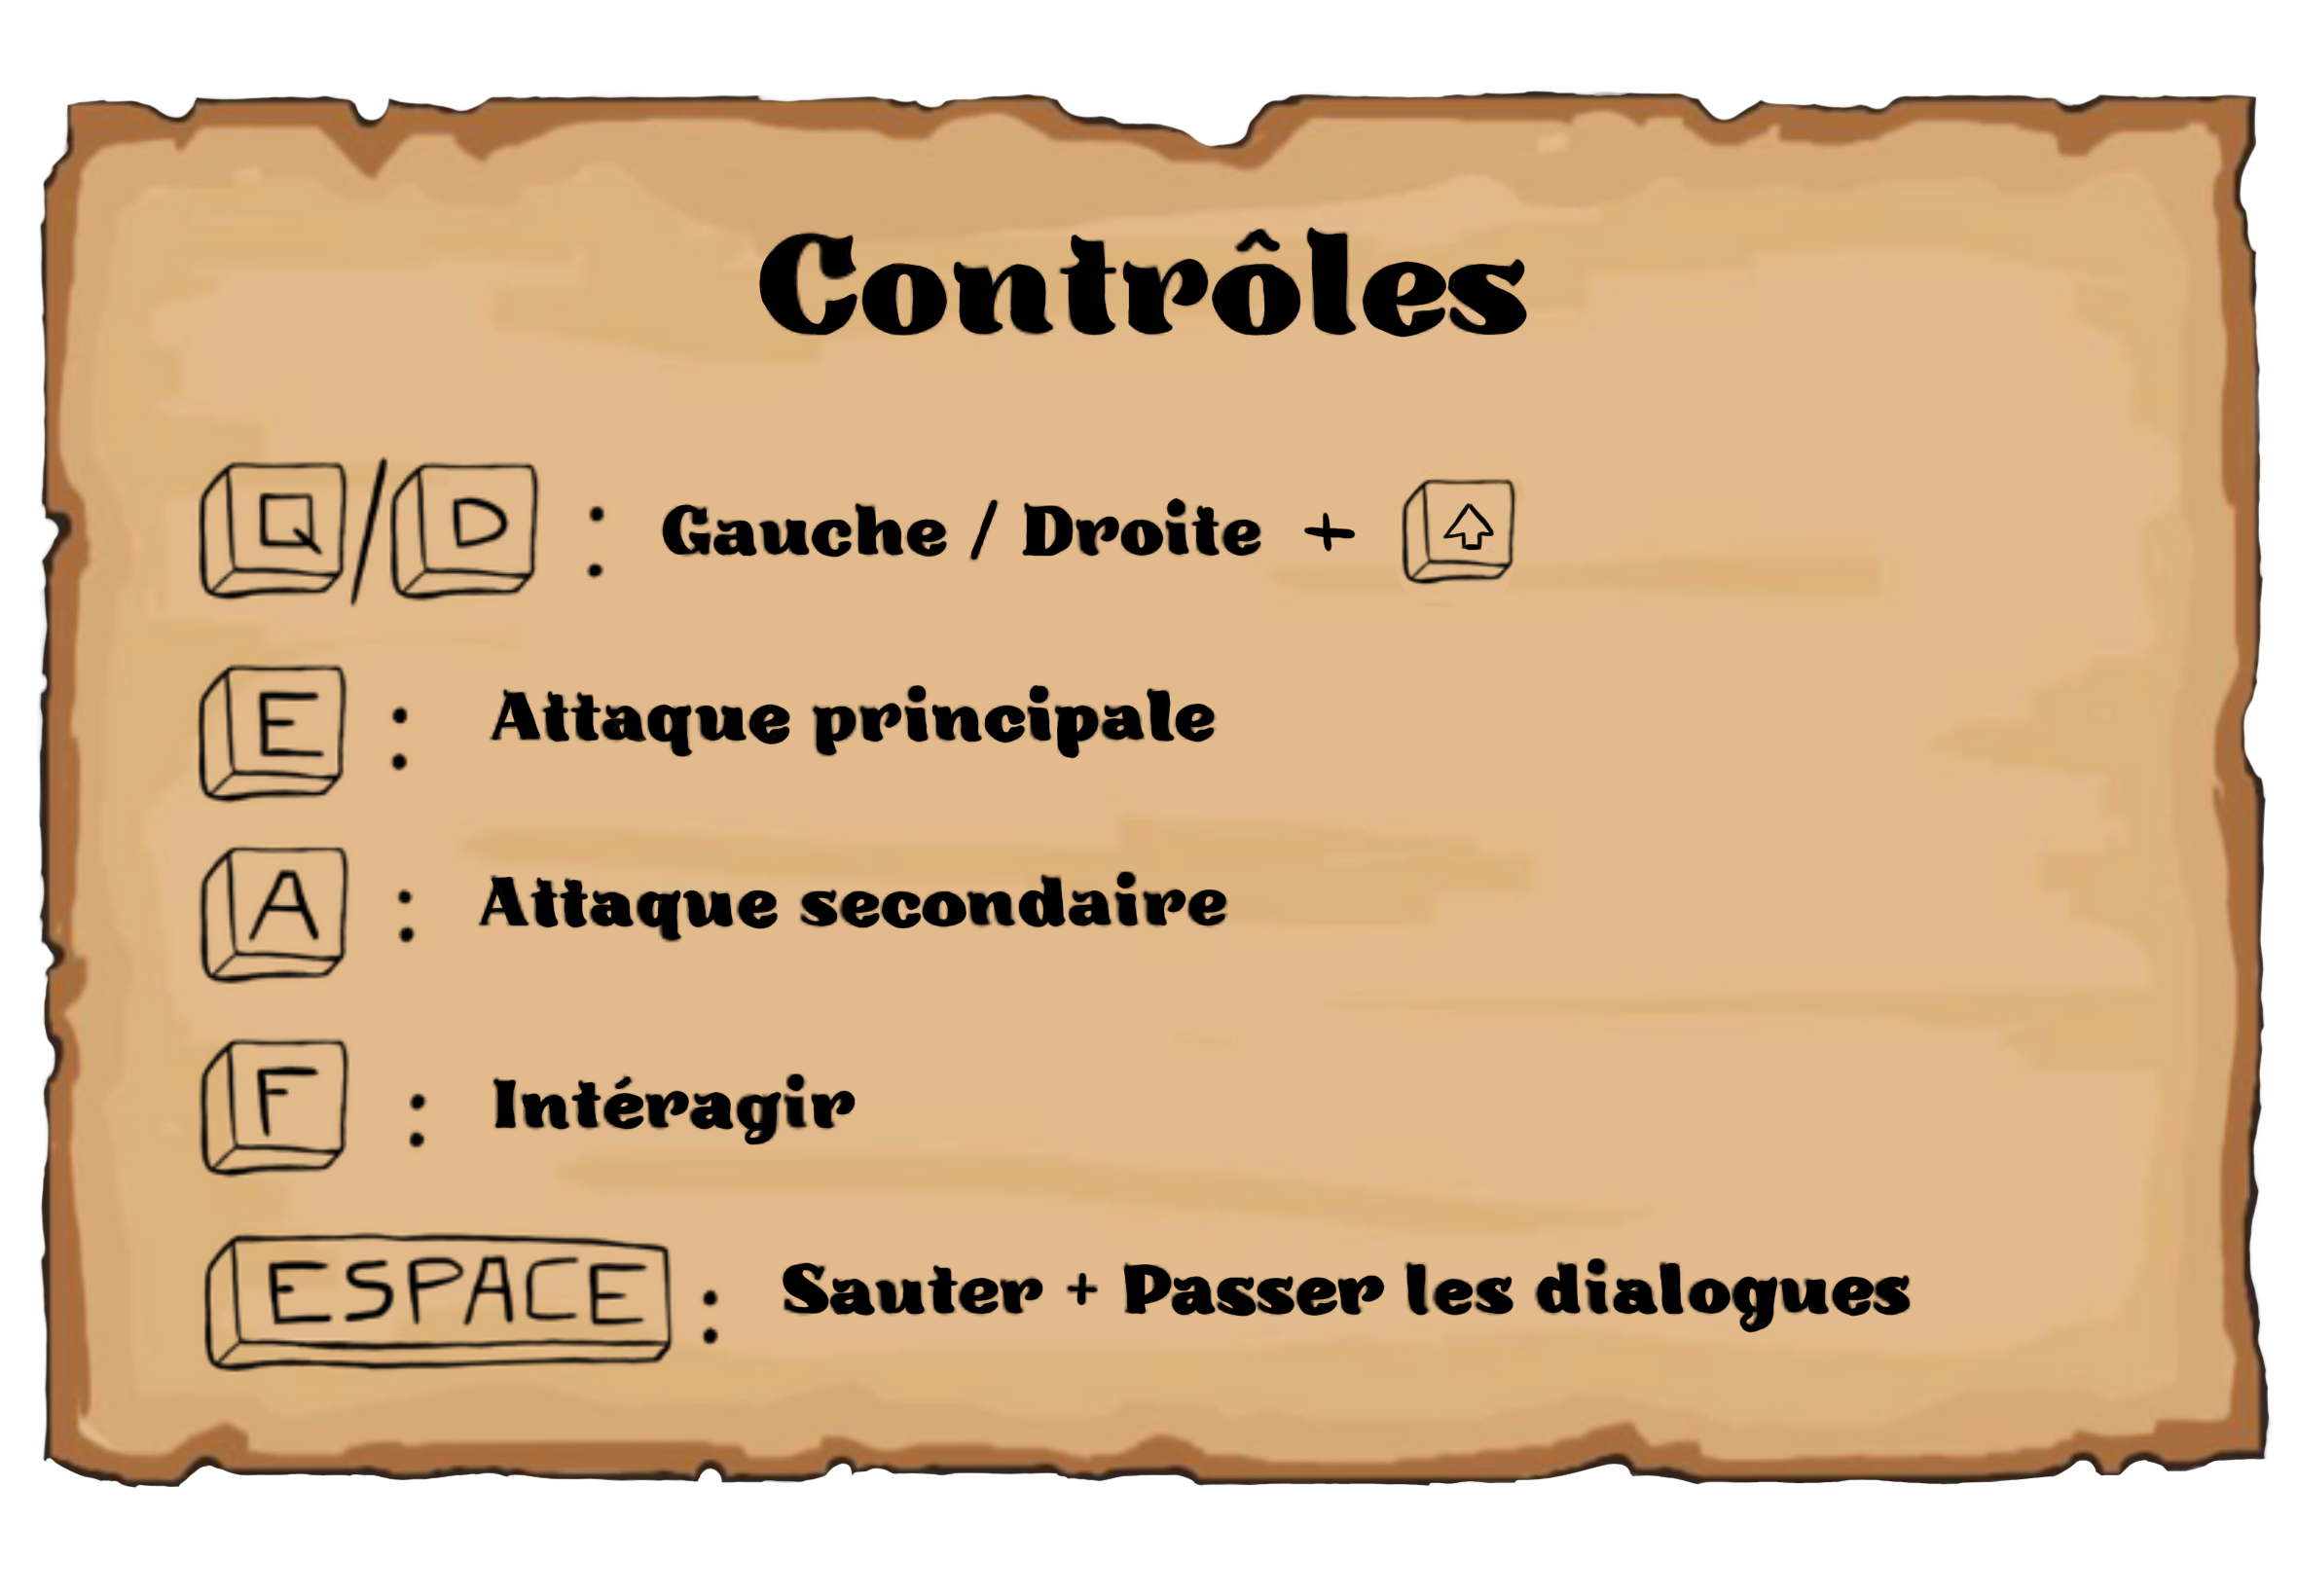 Contrôles
Q/D : Gauche / Droite + ⇧
E : Attaque principale
A : Attaque secondaire
F : Intéragir
ESPACE : Sauter + Passer les dialogues